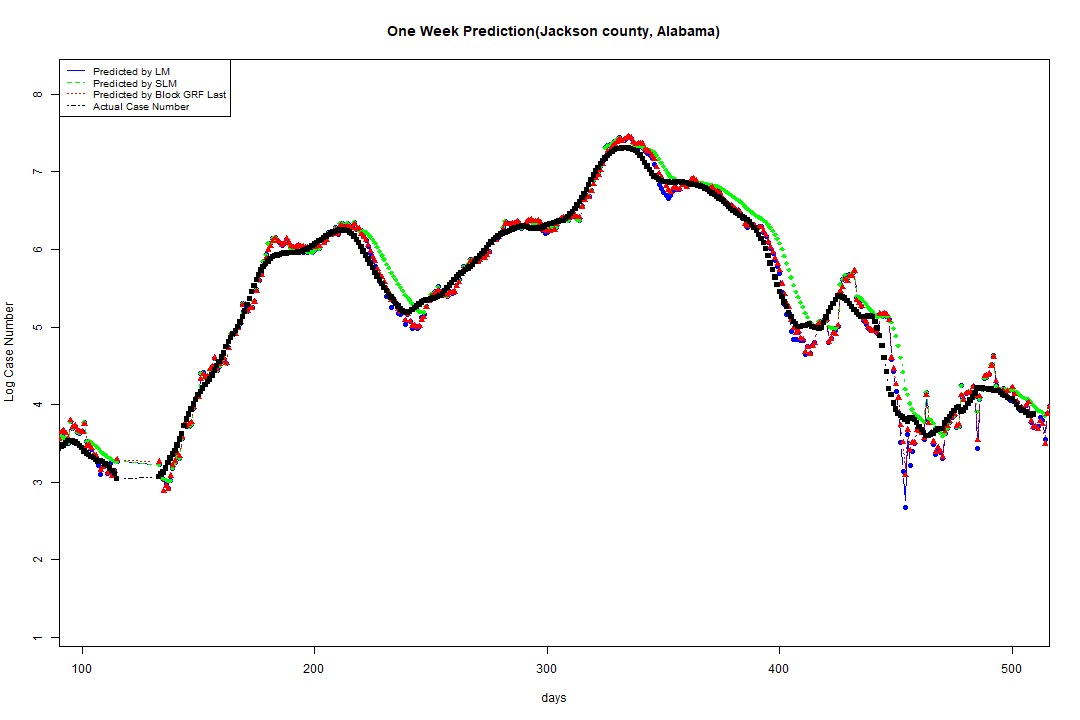 One Week Prediction(Jackson county, Alabama)
Predicted by LM
Predicted by SLM
Predicted by Block GRF Last
Actual Case Number
8
7
6
5
4
3
2
1
Log Case Number
100 200 300 400 500
days